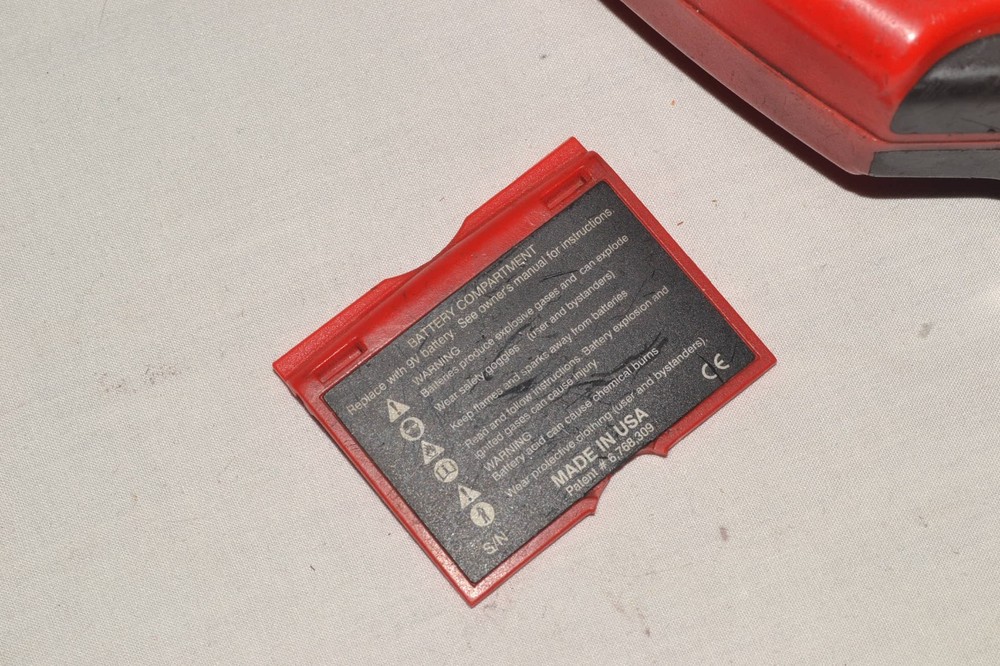 BATTERY COMPARTMENT
Replace with 9V battery. See owner's manual for instructions.
WARNING
Batteries produce explosive gases and can explode
Wear safety goggles (user and bystanders)
Keep flames and sparks away from batteries
Read and follow instructions. Battery explosion and
ignited gases can cause injury.
WARNING
Battery acid can cause chemical burns
Wear protective clothing (user and bystanders).
MADE IN USA
Patent # 6,768,309
S/N
CE